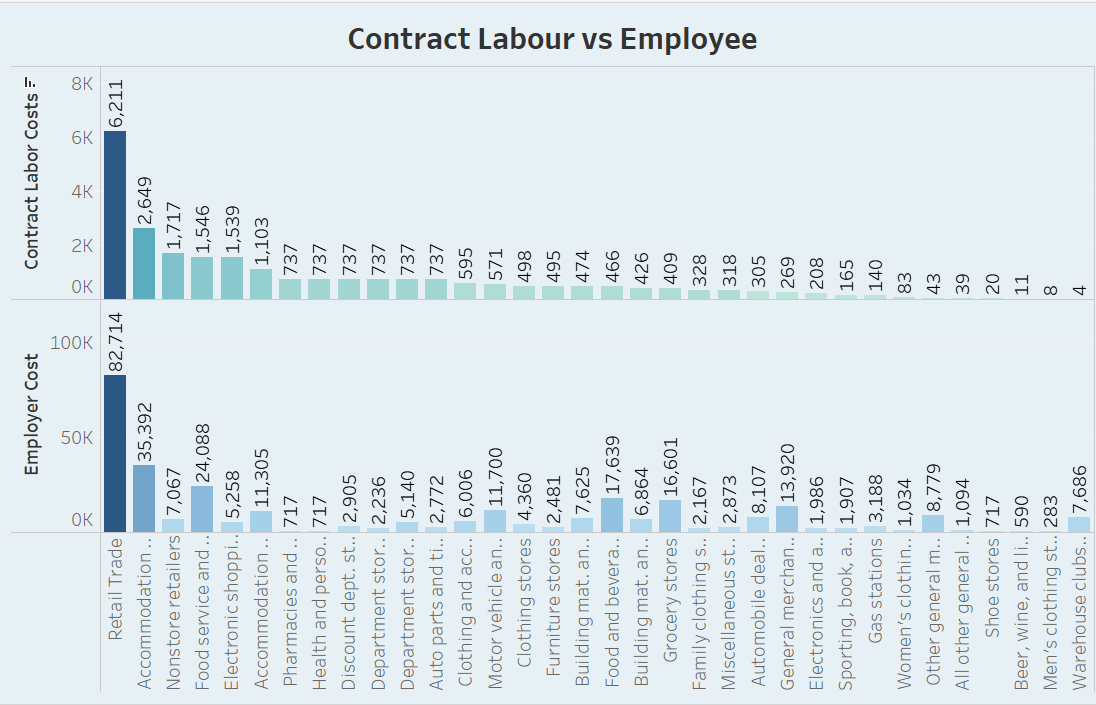 Contract Labour vs Employee
Contract Labor Costs
8K
6K
4K
2K
0K
6,211
2,649
1,717
1,546
1,539
1,103
737
737
737
737
737
737
595
571
498
495
474
466
426
409
328
318
305
269
208
165
140
83
43
39
20
11
8
4
Employer Cost
100K
50K
0K
82,714
35,392
7,067
24,088
5,258
11,305
717
717
2,905
2,236
5,140
2,772
6,006
11,700
4,360
2,481
7,625
17,639
6,864
16,601
2,167
2,873
8,107
13,920
1,986
1,907
3,188
1,034
8,779
1,094
717
590
283
7,686
Retail Trade
Accommodation ..
Nonstore retailers
Food service and ..
Electronic shoppi..
Accommodation ..
Pharmacies and ..
Health and perso..
Discount dept. st..
Department stor..
Department stor..
Auto parts and ti..
Clothing and acc..
Motor vehicle an..
Clothing stores
Furniture stores
Building mat. an..
Food and bevera..
Building mat. an..
Grocery stores
Family clothing s..
Miscellaneous st..
Automobile deal..
General merchan..
Electronics and a..
Sporting, book, a..
Gas stations
Women's clothin..
Other general m..
All other general ..
Shoe stores
Beer, wine, and li..
Men's clothing st..
Warehouse clubs..